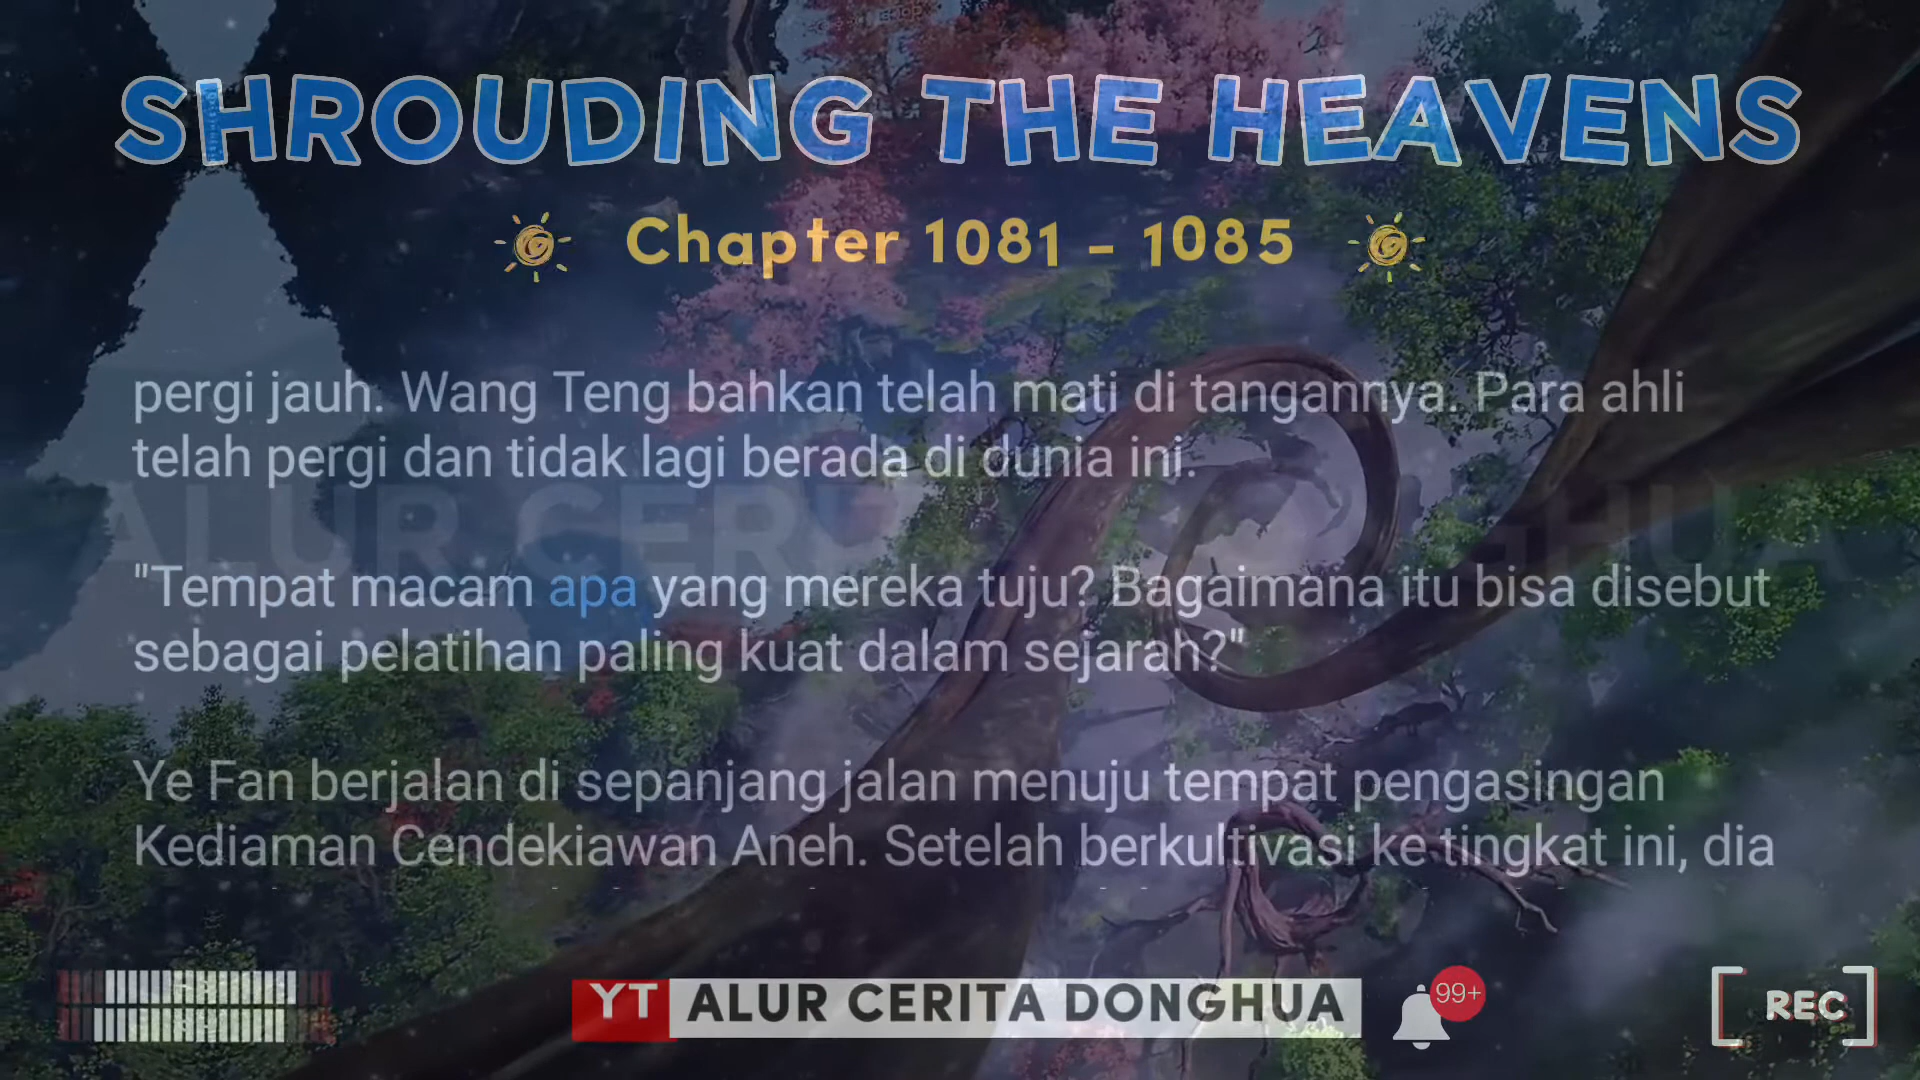 SHROUDING THE HEAVENS
Chapter 1081 - 1085
pergi jauh. Wang Teng bahkan telah mati di tangannya. Para ahli
telah pergi dan tidak lagi berada di dunia ini.
ALUR CERITA DONGHUA
"Tempat macam apa yang mereka tuju? Bagaimana itu bisa disebut
sebagai pelatihan paling kuat dalam sejarah?"
Ye Fan berjalan di sepanjang jalan menuju tempat pengasingan
Kediaman Cendekiawan Aneh. Setelah berkultivasi ke tingkat ini, dia
YT ALUR CERITA DONGHUA
99+
REC